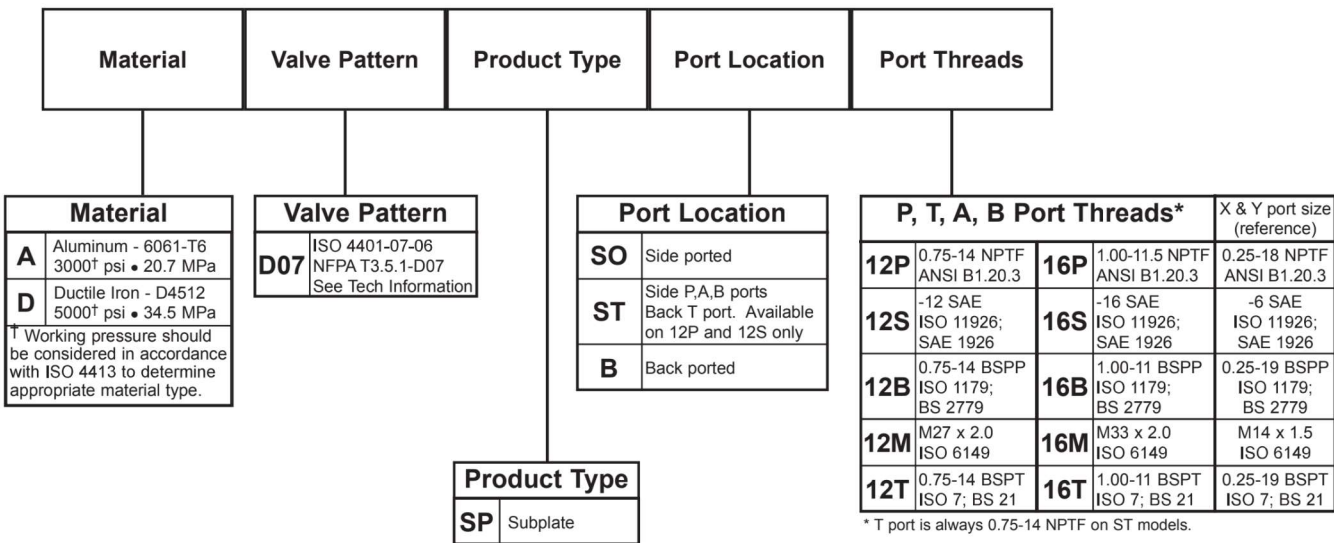 Material
Valve Pattern
Product Type
Port Location
Port Threads
Material
A
Aluminum - 6061-T6
3000† psi • 20.7 MPa
D
Ductile Iron - D4512
5000† psi • 34.5 MPa
† Working pressure should
be considered in accordance
with ISO 4413 to determine
appropriate material type.
Valve Pattern
D07
ISO 4401-07-06
NFPA T3.5.1-D07
See Tech Information
Product Type
SP
Subplate
Port Location
SO
Side ported
ST
Side P,A,B ports
Back T port. Available
on 12P and 12S only
B
Back ported
P, T, A, B Port Threads*
X & Y port size
(reference)
12P
0.75-14 NPTF
ANSI B1.20.3
16P
1.00-11.5 NPTF
ANSI B1.20.3
0.25-18 NPTF
ANSI B1.20.3
12S
-12 SAE
ISO 11926;
SAE 1926
16S
-16 SAE
ISO 11926;
SAE 1926
-6 SAE
ISO 11926;
SAE 1926
12B
0.75-14 BSPP
ISO 1179;
BS 2779
16B
1.00-11 BSPP
ISO 1179;
BS 2779
0.25-19 BSPP
ISO 1179;
BS 2779
12M
M27 x 2.0
ISO 6149
16M
M33 x 2.0
ISO 6149
M14 x 1.5
ISO 6149
12T
0.75-14 BSPT
ISO 7; BS 21
16T
1.00-11 BSPT
ISO 7; BS 21
0.25-19 BSPT
ISO 7; BS 21
* T port is always 0.75-14 NPTF on ST models.